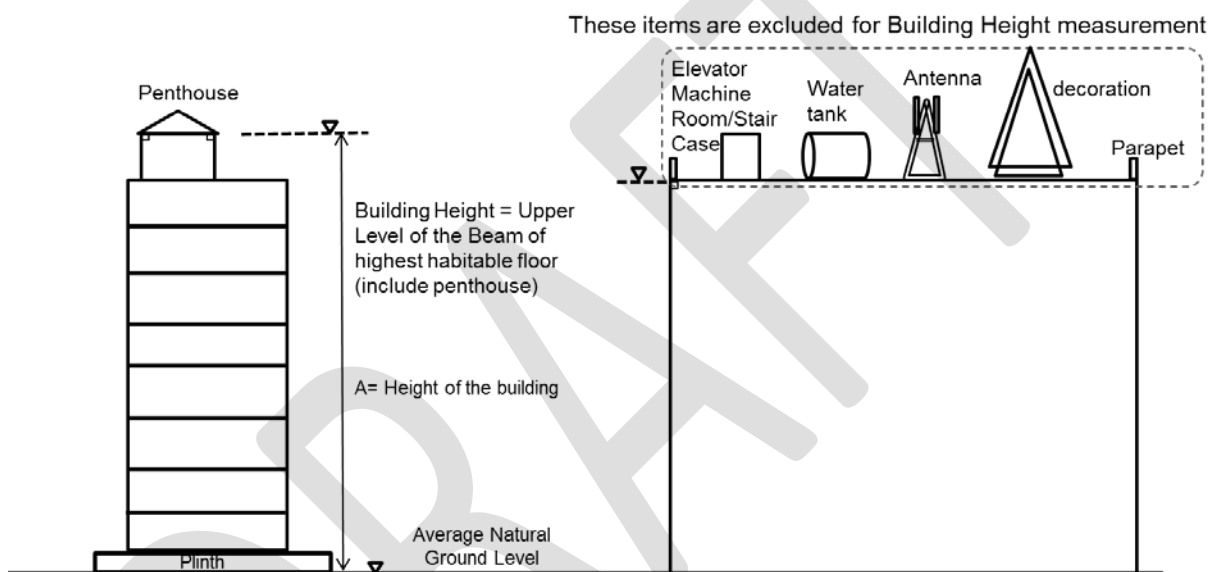 These items are excluded for Building Height measurement
Penthouse
Building Height = Upper
Level of the Beam of
highest habitable floor
(include penthouse)
A= Height of the building
Average Natural
Ground Level
Plinth
Elevator
Machine
Room/Stair
Case
Water
tank
Antenna
decoration
Parapet
DRAFT